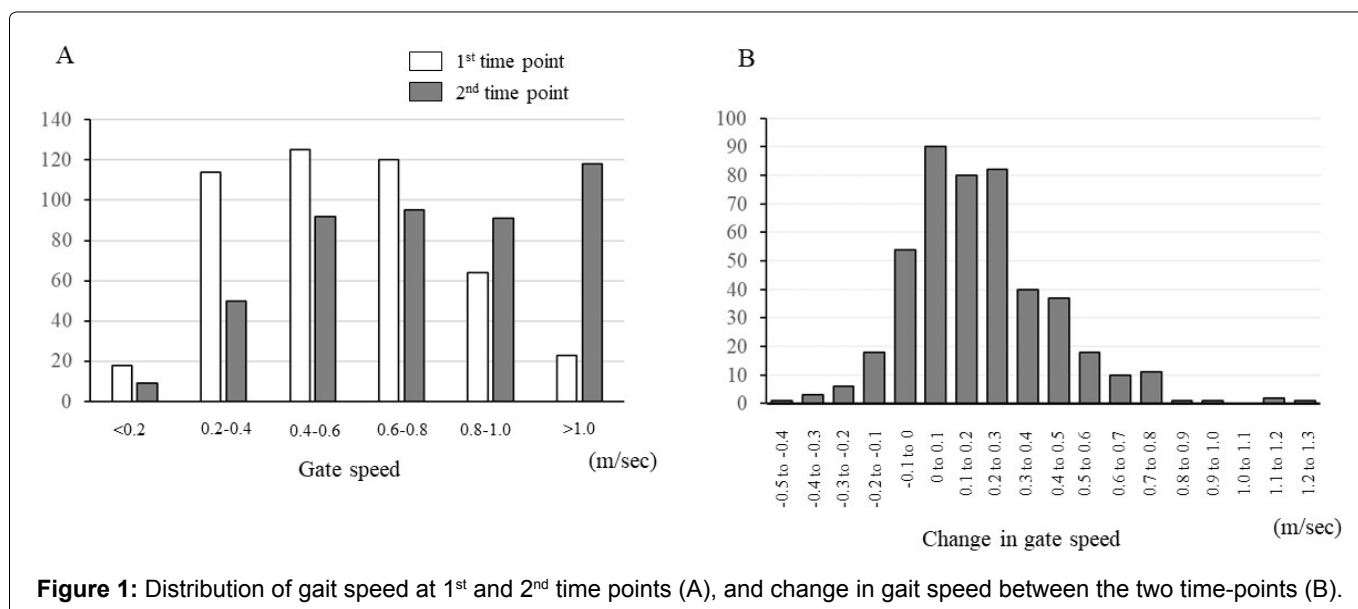 A
1st time point
2nd time point
140
120
100
80
60
40
20
0
<0.2 0.2-0.4 0.4-0.6 0.6-0.8 0.8-1.0 >1.0
Gate speed
(m/sec)
B
100
90
80
70
60
50
40
30
20
10
0
-0.5 to -0.4
-0.4 to -0.3
-0.3 to -0.2
-0.2 to -0.1
-0.1 to 0
0 to 0.1
0.1 to 0.2
0.2 to 0.3
0.3 to 0.4
0.4 to 0.5
0.5 to 0.6
0.6 to 0.7
0.7 to 0.8
0.8 to 0.9
0.9 to 1.0
1.0 to 1.1
1.1 to 1.2
1.2 to 1.3
Change in gate speed
(m/sec)
Figure 1: Distribution of gait speed at 1st and 2nd time points (A), and change in gait speed between the two time-points (B).